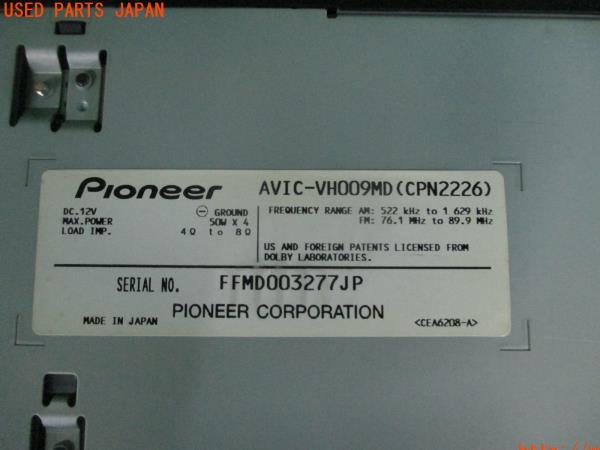 USED PARTS JAPAN
Pioneer AVIC-VH009MD(CPN2226)
DC.12V ⊖ GROUND
MAX.POWER 50W X 4
LOAD IMP. 4Ω to 8Ω
FREQUENCY RANGE AM: 522 kHz to 1 629 kHz
FM: 76.1 MHz to 89.9 MHz
US AND FOREIGN PATENTS LICENSED FROM
DOLBY LABORATORIES.
SERIAL NO. FFMD003277JP
PIONEER CORPORATION
MADE IN JAPAN <CEA6208-A>